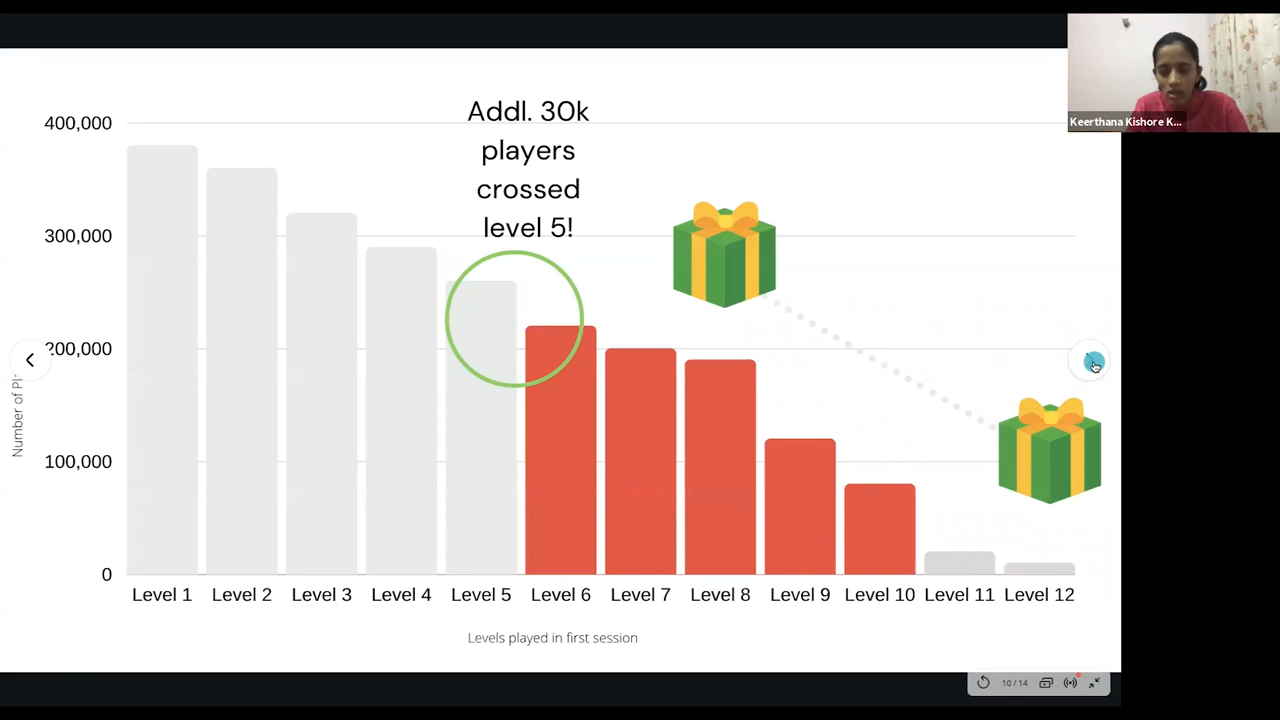 Keerthana Kishore K...
Addl. 30k
players
crossed
level 5!
400,000
300,000
200,000
100,000
0
Number of
Level 1 Level 2 Level 3 Level 4 Level 5 Level 6 Level 7 Level 8 Level 9 Level 10 Level 11 Level 12
Levels played in first session
10 / 14